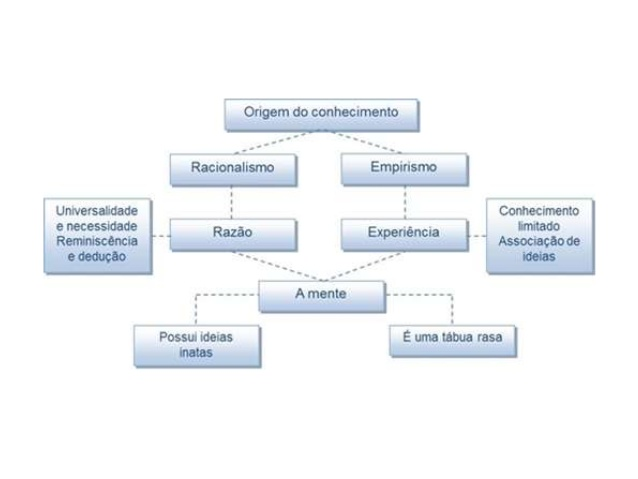 Origem do conhecimento
Racionalismo
Empirismo
Universalidade
e necessidade
Reminiscência
e dedução
Razão
Experiência
Conhecimento
limitado
Associação de
ideias
A mente
Possui ideias
inatas
É uma tábua rasa